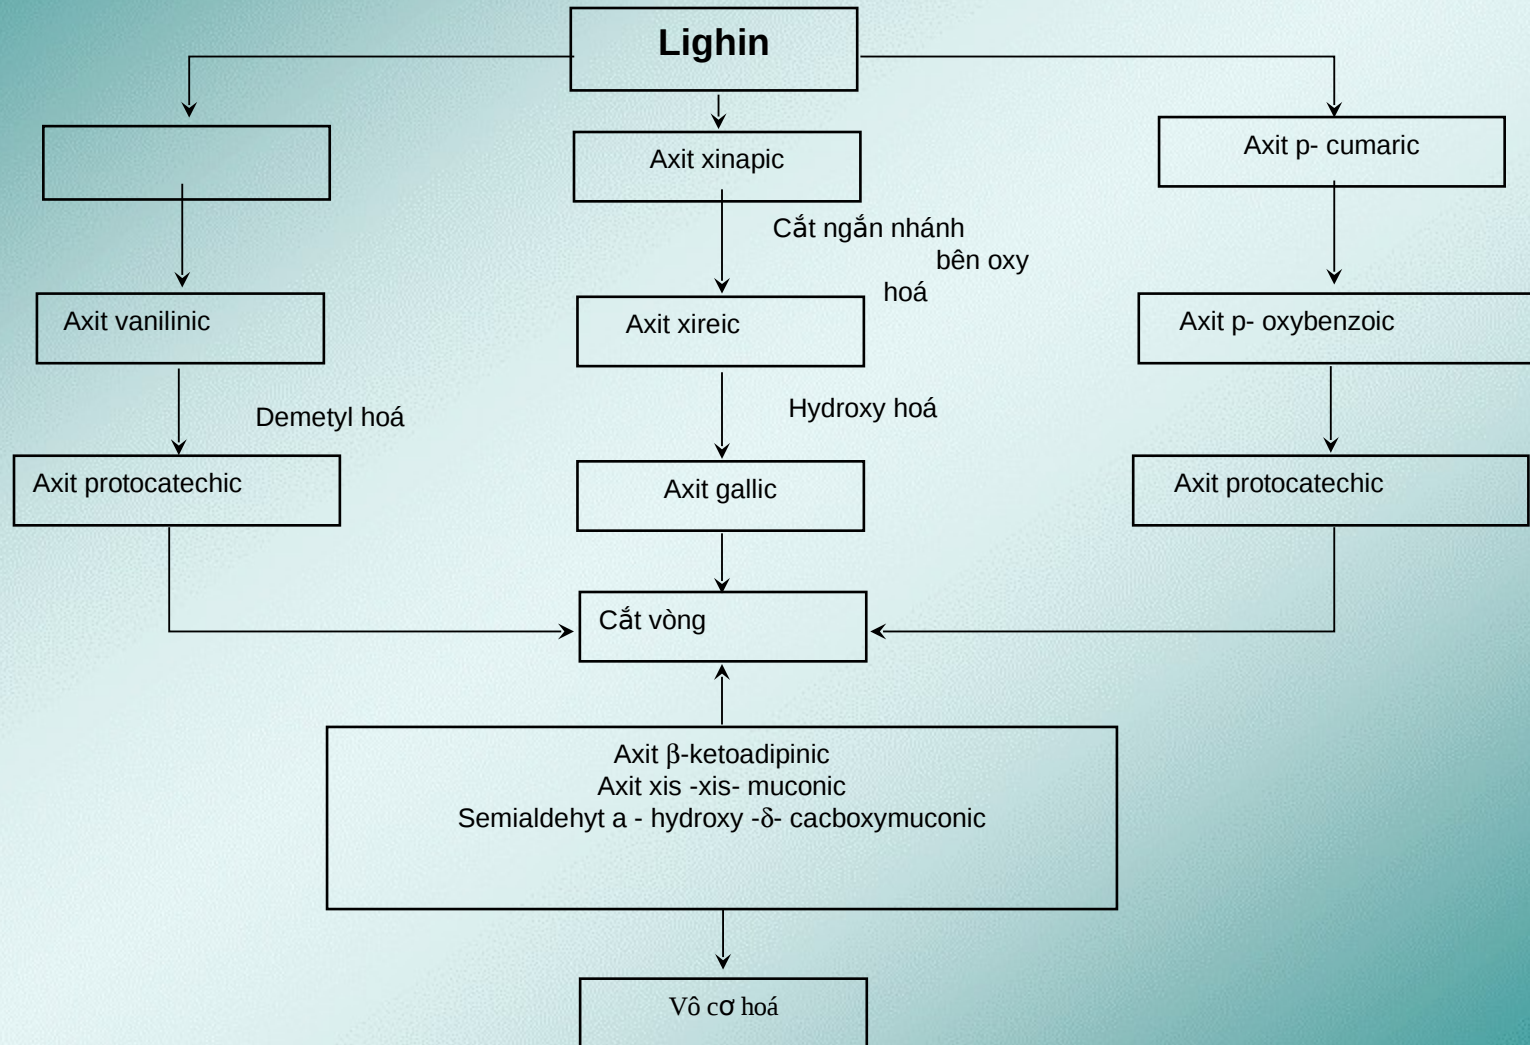 Lighin
Axit xinapic
Axit p- cumaric
Cắt ngắn nhánh
bên oxy
hoá
Axit vanilinic
Axit xireic
Axit p- oxybenzoic
Demetyl hoá
Hydroxy hoá
Axit protocatechic
Axit gallic
Axit protocatechic
Cắt vòng
Axit β-ketoadipinic
Axit xis -xis- muconic
Semialdehyt a - hydroxy -δ- cacboxymuconic
Vô cơ hoá